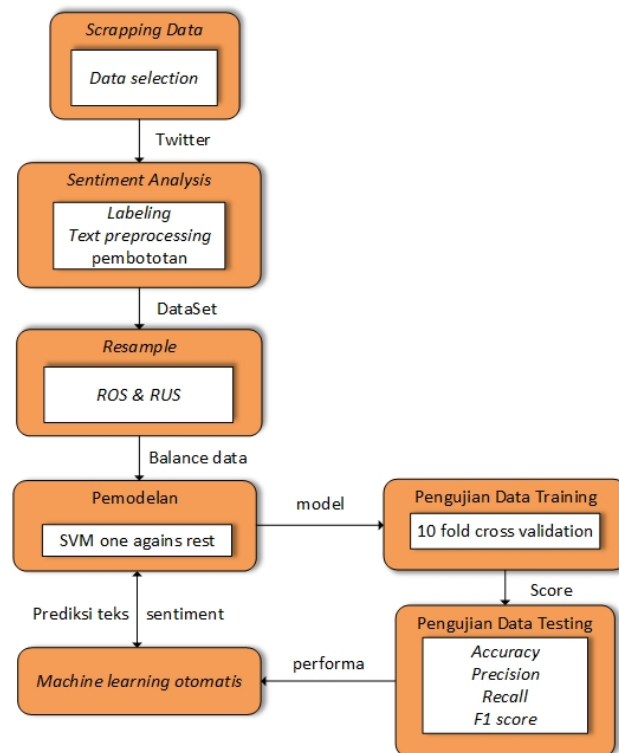 Scrapping Data
Data selection
Twitter
Sentiment Analysis
Labeling
Text preprocessing
pembototan
DataSet
Resample
ROS & RUS
Balance data
Pemodelan
SVM one agains rest
model
Pengujian Data Training
10 fold cross validation
Score
Pengujian Data Testing
Accuracy
Precision
Recall
F1 score
performa
Prediksi teks sentiment
Machine learning otomatis